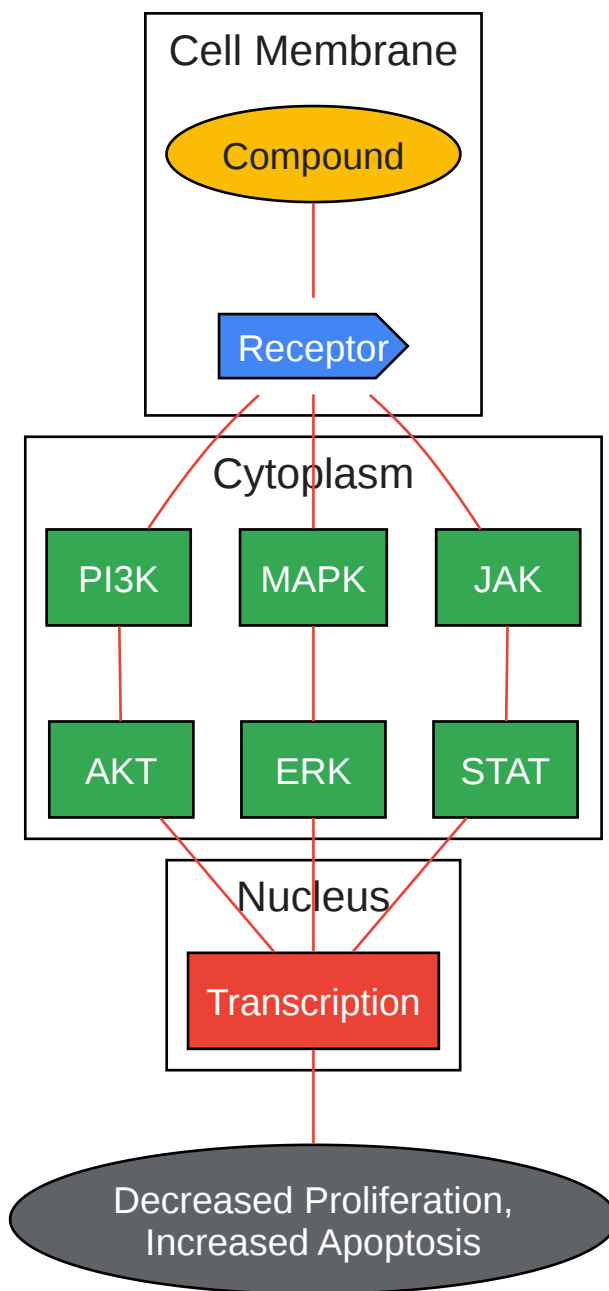 Cell Membrane
Compound
Receptor
Cytoplasm
PI3K
MAPK
JAK
AKT
ERK
STAT
Nucleus
Transcription
Decreased Proliferation,
Increased Apoptosis